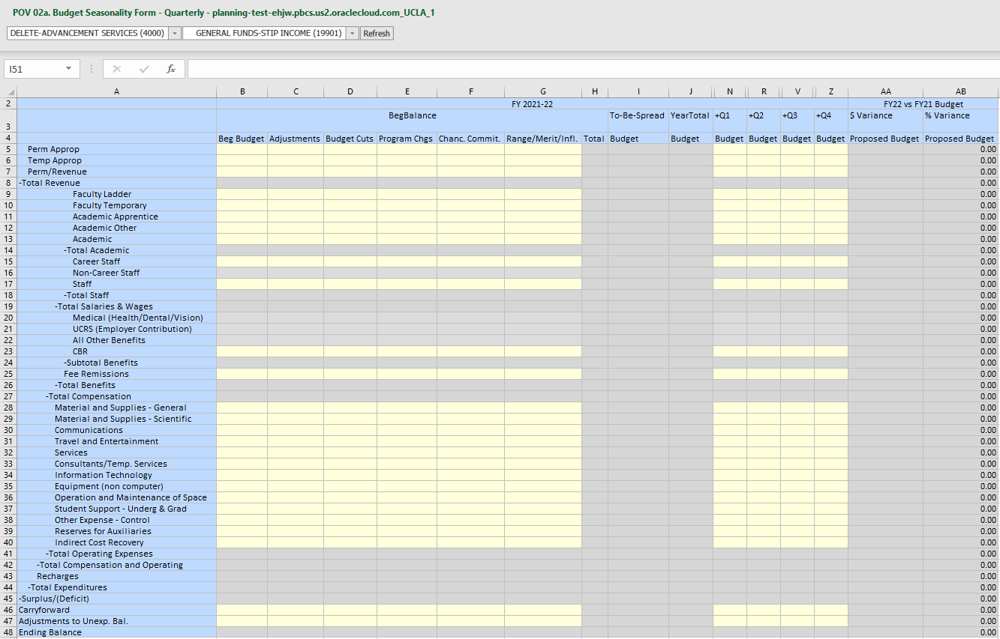 POV 02a. Budget Seasonality Form - Quarterly - planning-test-ehjw.pbcs.us2.oraclecloud.com_UCLA_1
DELETE-ADVANCEMENT SERVICES (4000) GENERAL FUNDS-STIP INCOME (19901) Refresh
I51 fx
A B C D E F G H I J N R V Z AA AB
2 FY 2021-22 FY22 vs FY21 Budget
3 BegBalance To-Be-Spread YearTotal +Q1 +Q2 +Q3 +Q4 $ Variance % Variance
4 Beg Budget Adjustments Budget Cuts Program Chgs Chanc. Commit. Range/Merit/Infl. Total Budget Budget Budget Budget Budget Budget Proposed Budget Proposed Budget
5 Perm Approp 0.00
6 Temp Approp 0.00
7 Perm/Revenue 0.00
8 -Total Revenue 0.00
9 Faculty Ladder 0.00
10 Faculty Temporary 0.00
11 Academic Apprentice 0.00
12 Academic Other 0.00
13 Academic 0.00
14 -Total Academic 0.00
15 Career Staff 0.00
16 Non-Career Staff 0.00
17 Staff 0.00
18 -Total Staff 0.00
19 -Total Salaries & Wages 0.00
20 Medical (Health/Dental/Vision) 0.00
21 UCRS (Employer Contribution) 0.00
22 All Other Benefits 0.00
23 CBR 0.00
24 -Subtotal Benefits 0.00
25 Fee Remissions 0.00
26 -Total Benefits 0.00
27 -Total Compensation 0.00
28 Material and Supplies - General 0.00
29 Material and Supplies - Scientific 0.00
30 Communications 0.00
31 Travel and Entertainment 0.00
32 Services 0.00
33 Consultants/Temp. Services 0.00
34 Information Technology 0.00
35 Equipment (non computer) 0.00
36 Operation and Maintenance of Space 0.00
37 Student Support - Underg & Grad 0.00
38 Other Expense - Control 0.00
39 Reserves for Auxiliaries 0.00
40 Indirect Cost Recovery 0.00
41 -Total Operating Expenses 0.00
42 -Total Compensation and Operating 0.00
43 Recharges 0.00
44 -Total Expenditures 0.00
45 -Surplus/(Deficit) 0.00
46 Carryforward 0.00
47 Adjustments to Unexp. Bal. 0.00
48 Ending Balance 0.00